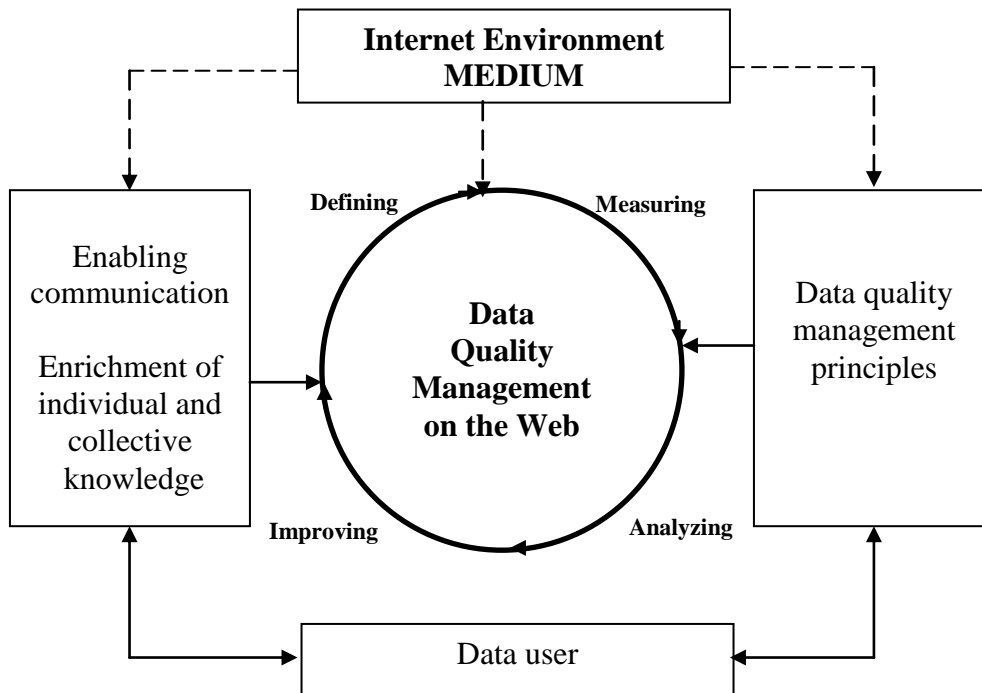 Internet Environment
MEDIUM
Defining
Measuring
Enabling
communication
Enrichment of
individual and
collective
knowledge
Data
Quality
Management
on the Web
Data quality
management
principles
Improving
Analyzing
Data user